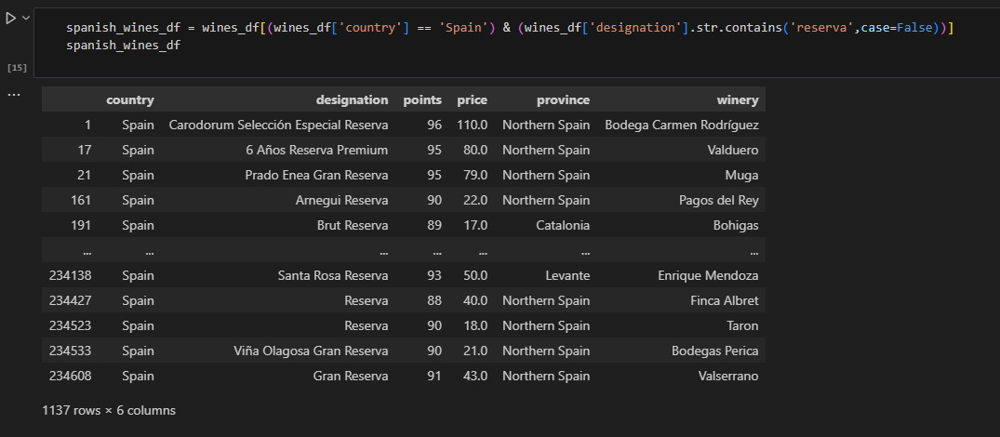 spanish_wines_df = wines_df[(wines_df['country'] == 'Spain') & (wines_df['designation'].str.contains('reserva',case=False))]
spanish_wines_df
[15]
...
country designation points price province winery
1 Spain Carodorum Selección Especial Reserva 96 110.0 Northern Spain Bodega Carmen Rodríguez
17 Spain 6 Años Reserva Premium 95 80.0 Northern Spain Valduero
21 Spain Prado Enea Gran Reserva 95 79.0 Northern Spain Muga
161 Spain Arnegui Reserva 90 22.0 Northern Spain Pagos del Rey
191 Spain Brut Reserva 89 17.0 Catalonia Bohigas
... ... ... ... ... ... ...
234138 Spain Santa Rosa Reserva 93 50.0 Levante Enrique Mendoza
234427 Spain Reserva 88 40.0 Northern Spain Finca Albret
234523 Spain Reserva 90 18.0 Northern Spain Taron
234533 Spain Viña Olagosa Gran Reserva 90 21.0 Northern Spain Bodegas Perica
234608 Spain Gran Reserva 91 43.0 Northern Spain Valserrano
1137 rows × 6 columns